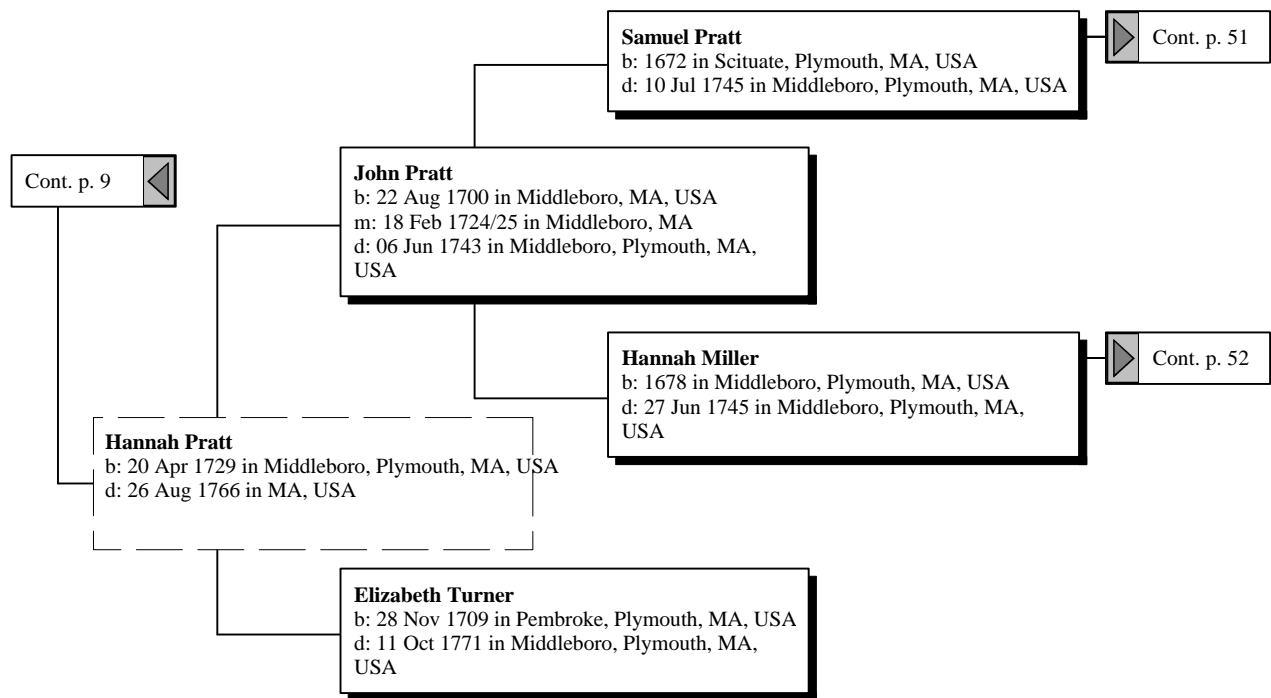 Samuel Pratt
b: 1672 in Scituate, Plymouth, MA, USA
d: 10 Jul 1745 in Middleboro, Plymouth, MA, USA
Cont. p. 51
Cont. p. 9
John Pratt
b: 22 Aug 1700 in Middleboro, MA, USA
m: 18 Feb 1724/25 in Middleboro, MA
d: 06 Jun 1743 in Middleboro, Plymouth, MA,
USA
Hannah Miller
b: 1678 in Middleboro, Plymouth, MA, USA
d: 27 Jun 1745 in Middleboro, Plymouth, MA,
USA
Cont. p. 52
Hannah Pratt
b: 20 Apr 1729 in Middleboro, Plymouth, MA, USA
d: 26 Aug 1766 in MA, USA
Elizabeth Turner
b: 28 Nov 1709 in Pembroke, Plymouth, MA, USA
d: 11 Oct 1771 in Middleboro, Plymouth, MA,
USA